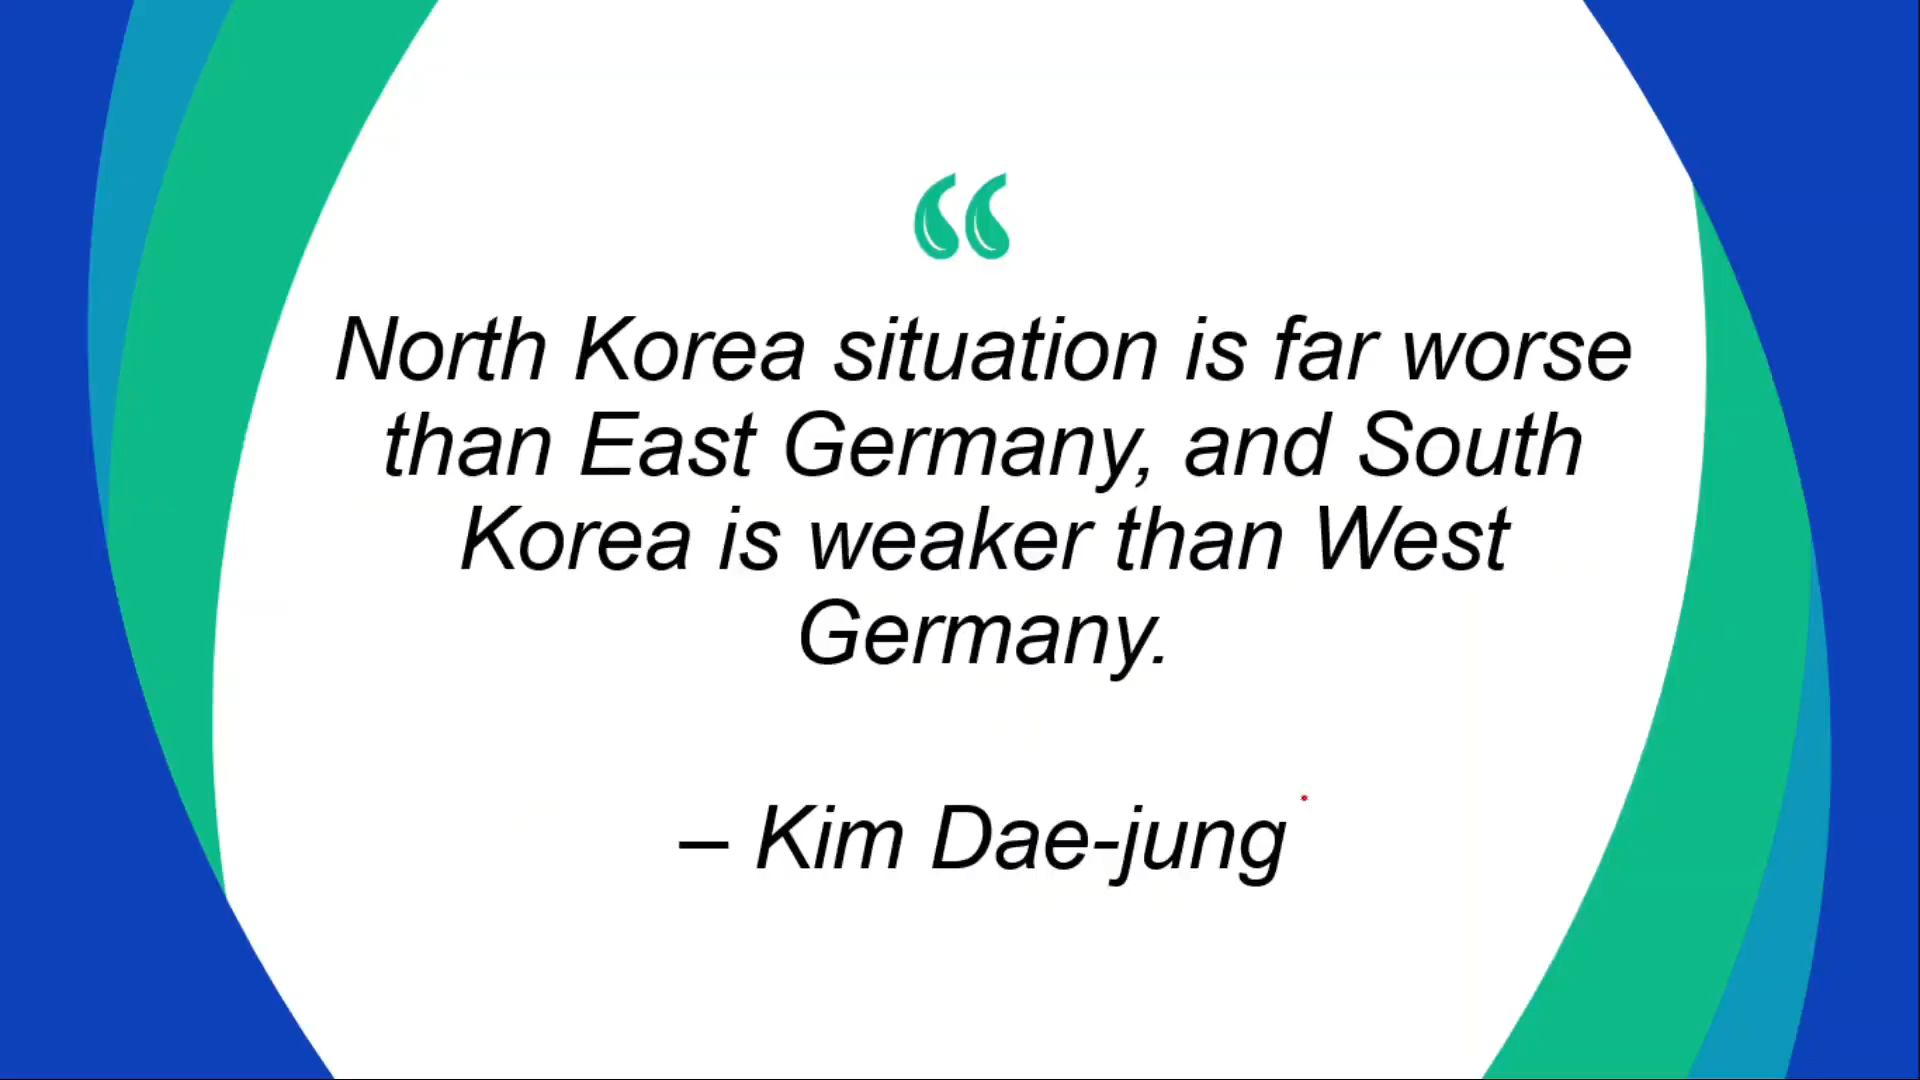 “
North Korea situation is far worse
than East Germany, and South
Korea is weaker than West
Germany.
– Kim Dae-jung